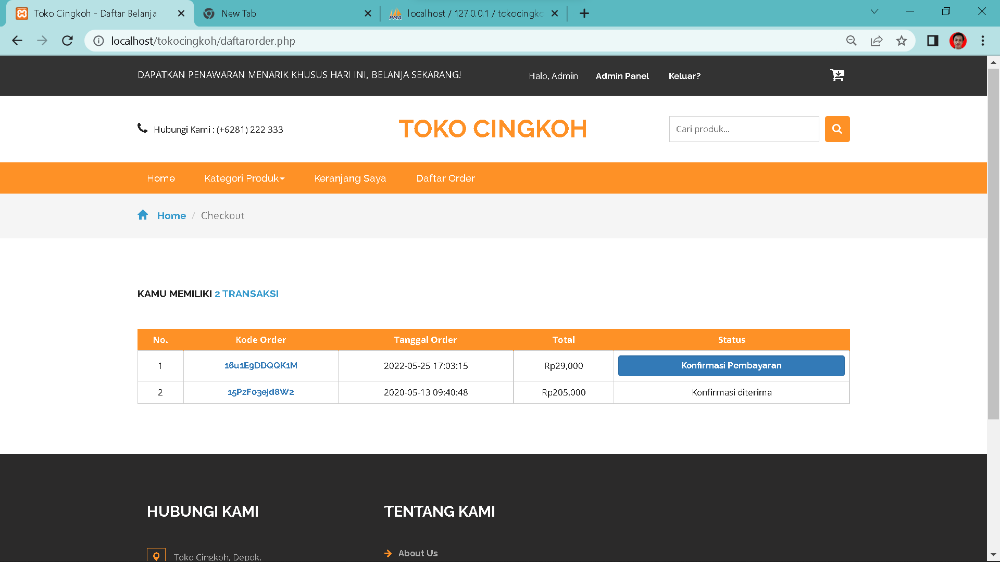 Toko Cingkoh - Daftar Belanja
New Tab
localhost / 127.0.0.1 / tokocingko
localhost/tokocingkoh/daftarorder.php
DAPATKAN PENAWARAN MENARIK KHUSUS HARI INI, BELANJA SEKARANG!
Halo, Admin
Admin Panel
Keluar?
Hubungi Kami : (+6281) 222 333
TOKO CINGKOH
Cari produk...
Home
Kategori Produk
Keranjang Saya
Daftar Order
Home / Checkout
KAMU MEMILIKI 2 TRANSAKSI
No. Kode Order Tanggal Order Total Status
1 16u1E9DDQQK1M 2022-05-25 17:03:15 Rp29,000 Konfirmasi Pembayaran
2 15PzF03ejd8W2 2020-05-13 09:40:48 Rp205,000 Konfirmasi diterima
HUBUNGI KAMI
TENTANG KAMI
Toko Cingkoh, Depok.
About Us